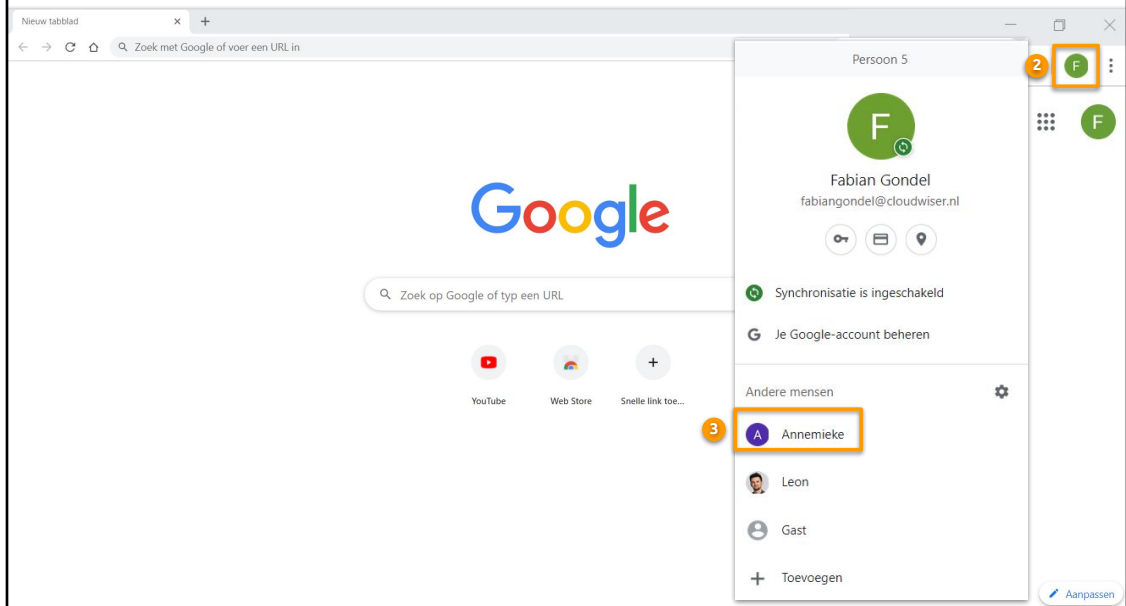 Nieuw tabblad
Zoek met Google of voer een URL in
Persoon 5
2
F
F
F
Fabian Gondel
fabiangondel@cloudwiser.nl
Google
Zoek op Google of typ een URL
Synchronisatie is ingeschakeld
G Je Google-account beheren
YouTube
Web Store
Snelle link toe...
Andere mensen
3
A Annemieke
Leon
Gast
Toevoegen
Aanpassen